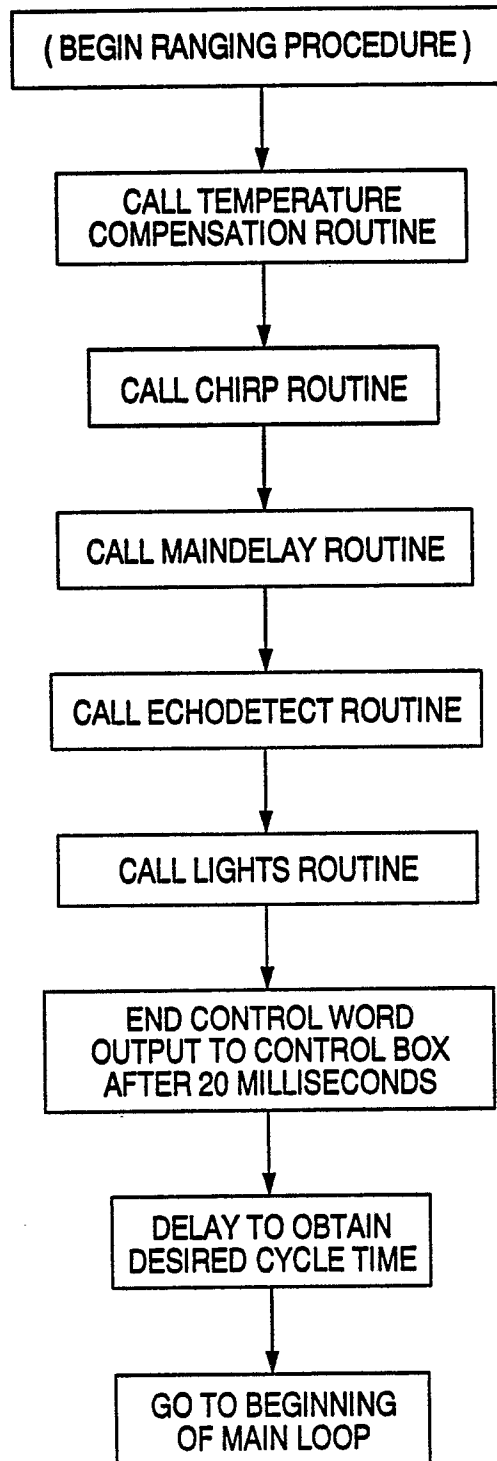 ( BEGIN RANGING PROCEDURE )
CALL TEMPERATURE
COMPENSATION ROUTINE
CALL CHIRP ROUTINE
CALL MAINDELAY ROUTINE
CALL ECHODETECT ROUTINE
CALL LIGHTS ROUTINE
END CONTROL WORD
OUTPUT TO CONTROL BOX
AFTER 20 MILLISECONDS
DELAY TO OBTAIN
DESIRED CYCLE TIME
GO TO BEGINNING
OF MAIN LOOP